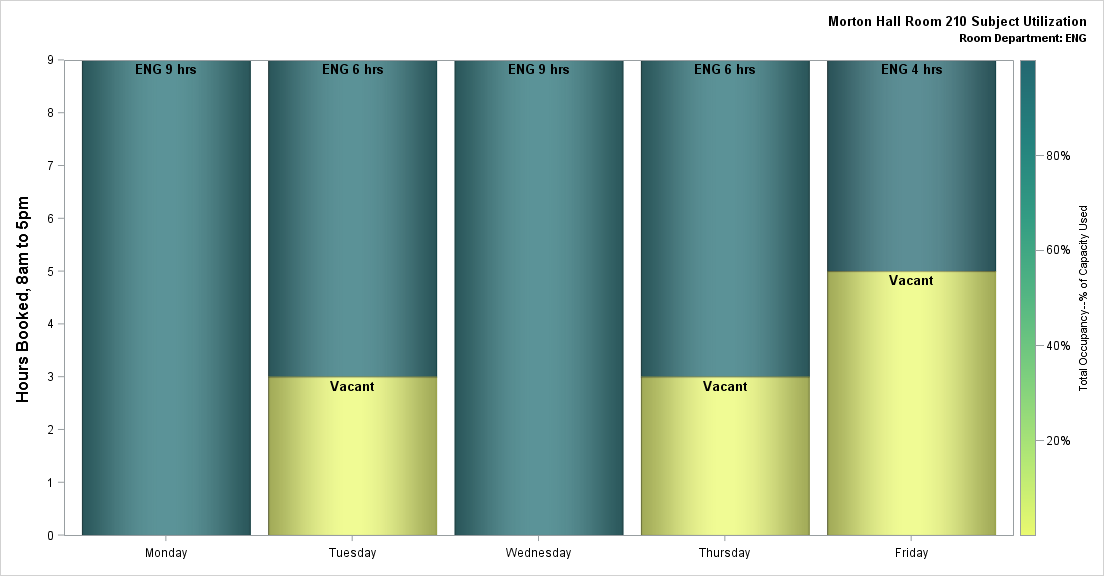 Morton Hall Room 210 Subject Utilization
Room Department: ENG
Hours Booked, 8am to 5pm
9
8
7
6
5
4
3
2
1
0
ENG 9 hrs
ENG 6 hrs
ENG 9 hrs
ENG 6 hrs
ENG 4 hrs
Vacant
Vacant
Vacant
Monday
Tuesday
Wednesday
Thursday
Friday
80%
60%
40%
20%
Total Occupancy--% of Capacity Used